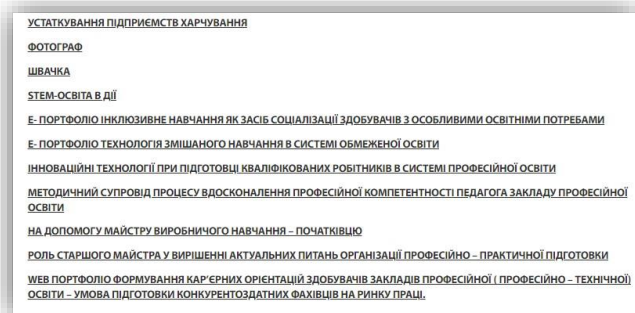 УСТАТКУВАННЯ ПІДПРИЄМСТВ ХАРЧУВАННЯ
ФОТОГРАФ
ШВАЧКА
STEM-ОСВІТА В ДІЇ
E- ПОРТФОЛІО ІНКЛЮЗИВНЕ НАВЧАННЯ ЯК ЗАСІБ СОЦІАЛІЗАЦІЇ ЗДОБУВАЧІВ З ОСОБЛИВИМИ ОСВІТНІМИ ПОТРЕБАМИ
E- ПОРТФОЛІО ТЕХНОЛОГІЯ ЗМІШАНОГО НАВЧАННЯ В СИСТЕМІ ОБМЕЖЕНОЇ ОСВІТИ
ІННОВАЦІЙНІ ТЕХНОЛОГІЇ ПРИ ПІДГОТОВЦІ КВАЛІФІКОВАНИХ РОБІТНИКІВ В СИСТЕМІ ПРОФЕСІЙНОЇ ОСВІТИ
МЕТОДИЧНИЙ СУПРОВІД ПРОЦЕСУ ВДОСКОНАЛЕННЯ ПРОФЕСІЙНОЇ КОМПЕТЕНТНОСТІ ПЕДАГОГА ЗАКЛАДУ ПРОФЕСІЙНОЇ
ОСВІТИ
НА ДОПОМОГУ МАЙСТРУ ВИРОБНИЧОГО НАВЧАННЯ – ПОЧАТКІВЦЮ
РОЛЬ СТАРШОГО МАЙСТРА У ВИРІШЕННІ АКТУАЛЬНИХ ПИТАНЬ ОРГАНІЗАЦІЇ ПРОФЕСІЙНО – ПРАКТИЧНОЇ ПІДГОТОВКИ
WEB ПОРТФОЛІО ФОРМУВАННЯ КАР’ЄРНИХ ОРІЄНТАЦІЙ ЗДОБУВАЧІВ ЗАКЛАДІВ ПРОФЕСІЙНОЇ ( ПРОФЕСІЙНО – ТЕХНІЧНОЇ)
ОСВІТИ – УМОВА ПІДГОТОВКИ КОНКУРЕНТОЗДАТНИХ ФАХІВЦІВ НА РИНКУ ПРАЦІ.